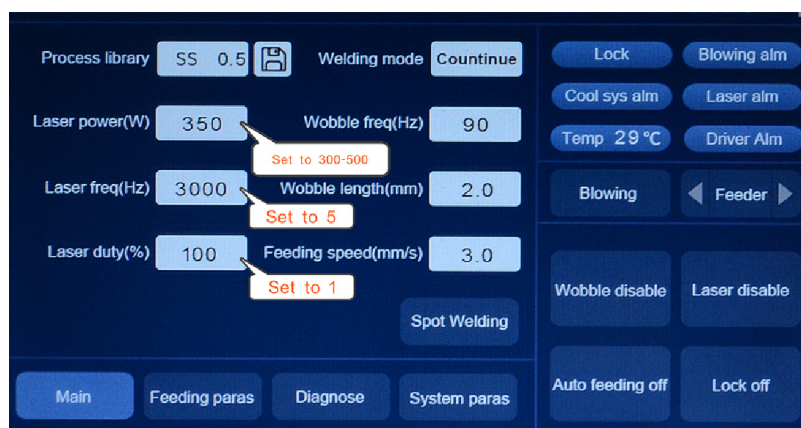 Process library SS 0.5 Welding mode Countinue
Laser power(W) 350 Wobble freq(Hz) 90
Set to 300-500
Laser freq(Hz) 3000 Wobble length(mm) 2.0
Set to 5
Laser duty(%) 100 Feeding speed(mm/s) 3.0
Set to 1
Spot Welding
Main Feeding paras Diagnose System paras
Lock Blowing alm
Cool sys alm Laser alm
Temp 29℃ Driver Alm
Blowing Feeder
Wobble disable Laser disable
Auto feeding off Lock off